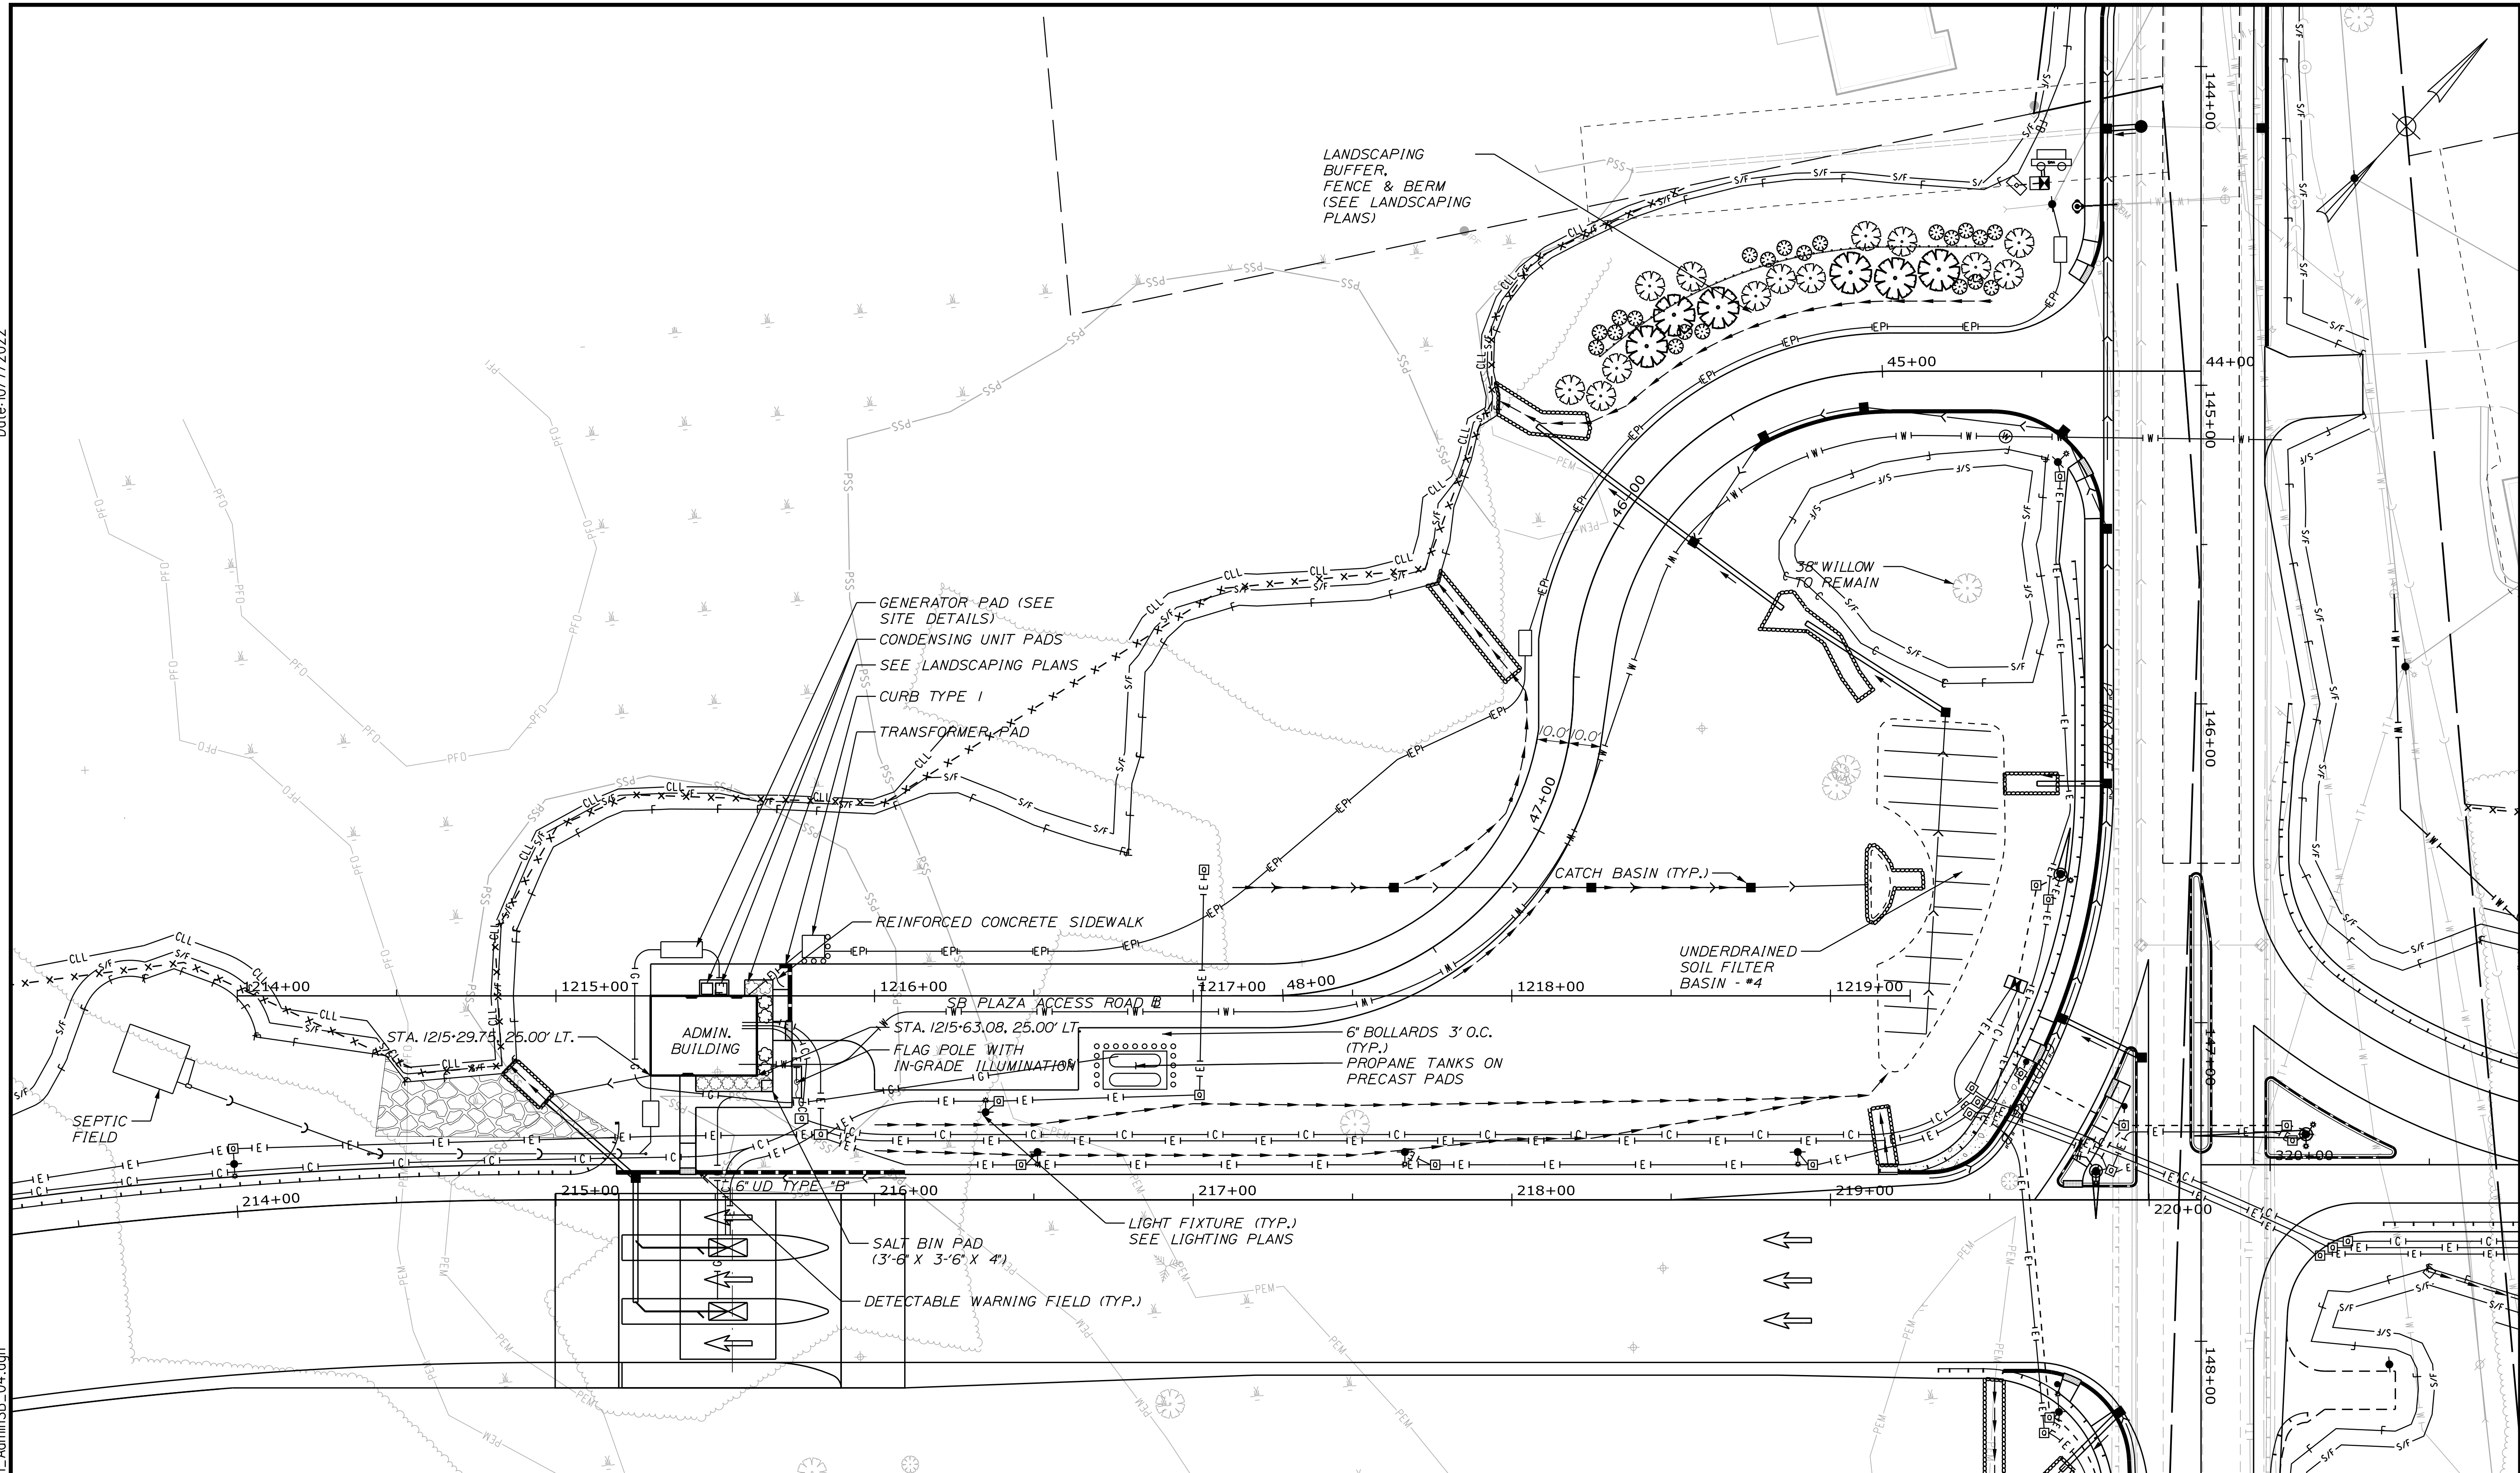 LANDSCAPING
BUFFER,
FENCE & BERM
(SEE LANDSCAPING
PLANS)
144+00
45+00
44+00
145+00
46+00
38" WILLOW
TO REMAIN
GENERATOR PAD (SEE
SITE DETAILS)
CONDENSING UNIT PADS
SEE LANDSCAPING PLANS
CURB TYPE 1
TRANSFORMER PAD
10.0'
10.0'
146+00
47+00
CATCH BASIN (TYP.)
REINFORCED CONCRETE SIDEWALK
UNDERDRAINED
SOIL FILTER
BASIN - #4
1214+00
1215+00
1216+00
1217+00
48+00
1218+00
1219+00
SB PLAZA ACCESS ROAD B
STA. 1215+29.75, 25.00' LT.
ADMIN.
BUILDING
STA. 1215+63.08, 25.00' LT.
FLAG POLE WITH
IN-GRADE ILLUMINATION
6" BOLLARDS 3' O.C.
(TYP.)
PROPANE TANKS ON
PRECAST PADS
147+00
SEPTIC
FIELD
320+00
214+00
215+00
6" UD TYPE "B"
216+00
217+00
218+00
219+00
220+00
LIGHT FIXTURE (TYP.)
SEE LIGHTING PLANS
SALT BIN PAD
(3'-6" X 3'-6" X 4")
DETECTABLE WARNING FIELD (TYP.)
148+00
PSS
PFO
PEM
CLL
S/F
EP
W
E
C
G